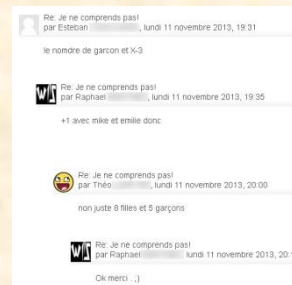 Re: Je ne comprends pas!
par Esteban , lundi 11 novembre 2013, 19:31
le nomdre de garcon et X-3
Re: Je ne comprends pas!
par Raphael , lundi 11 novembre 2013, 19:35
+1 avec mike et emilie donc
Re: Je ne comprends pas!
par Théo , lundi 11 novembre 2013, 20:00
non juste 8 filles et 5 garçons
Re: Je ne comprends pas!
par Raphael lundi 11 novembre 2013, 20:
Ok merci . ;)